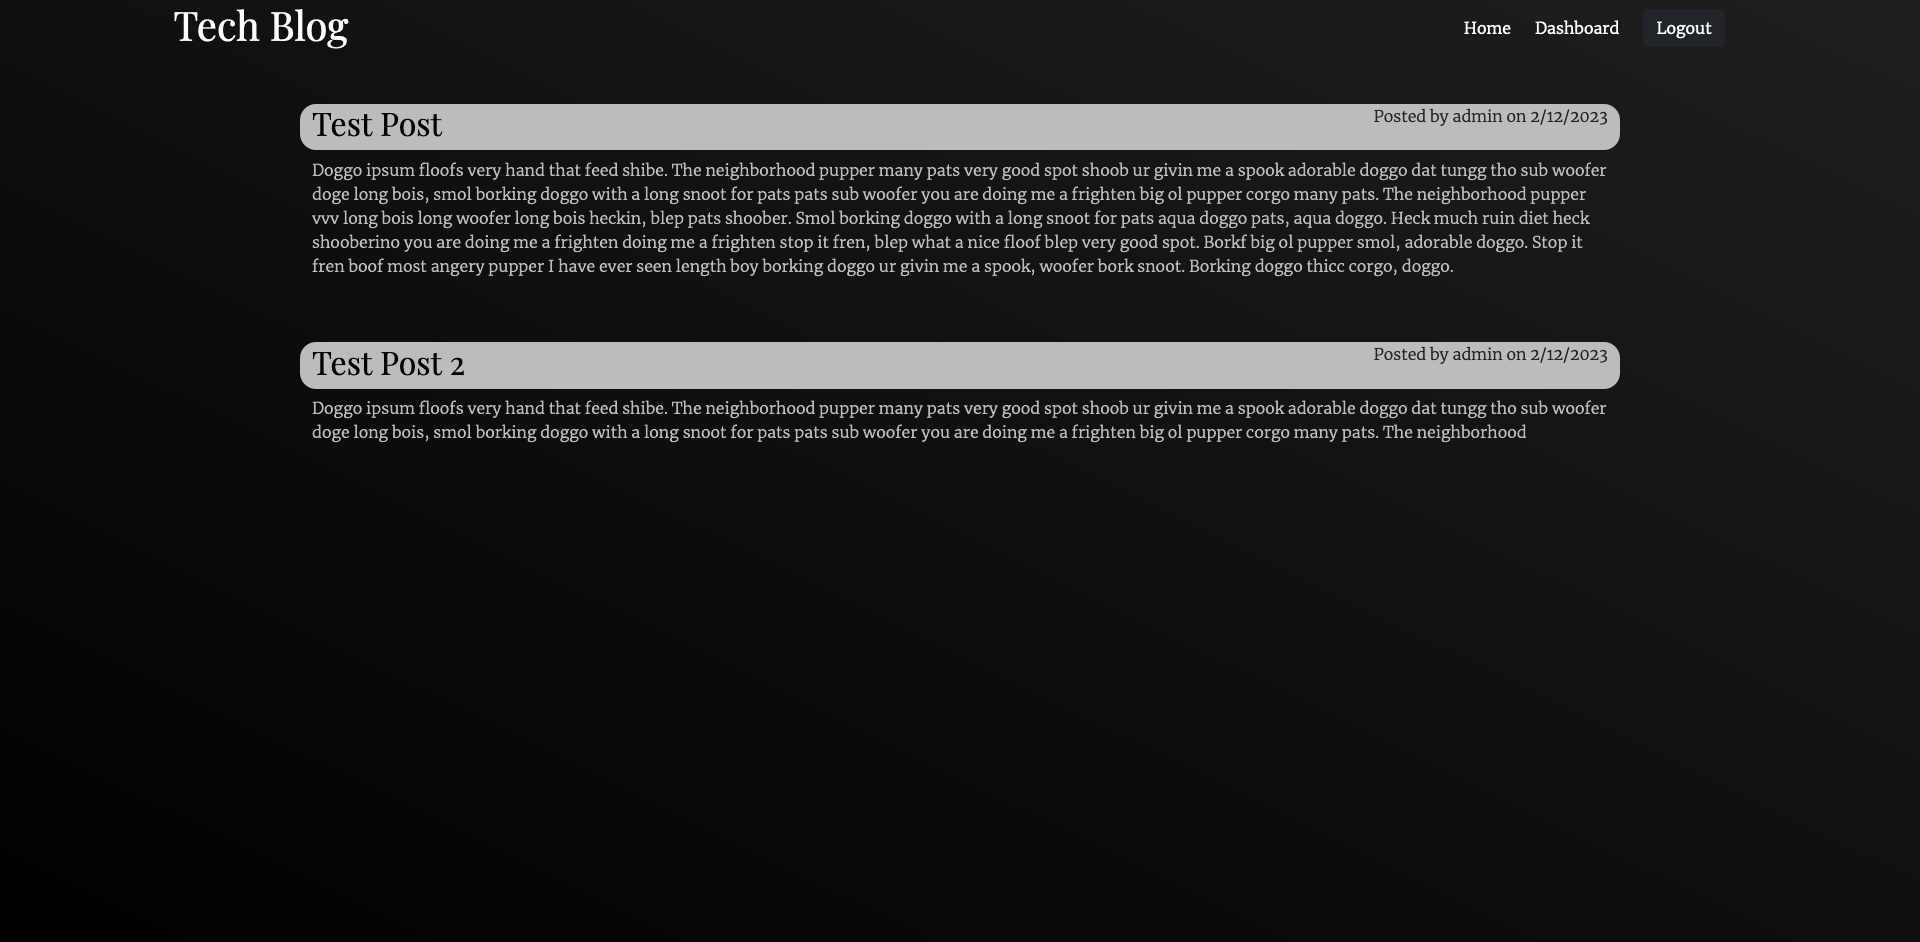 Tech Blog
Home Dashboard Logout
Test Post
Posted by admin on 2/12/2023
Doggo ipsum floofs very hand that feed shibe. The neighborhood pupper many pats very good spot shoob ur givin me a spook adorable doggo dat tungg tho sub woofer
doge long bois, smol borking doggo with a long snoot for pats pats sub woofer you are doing me a frighten big ol pupper corgo many pats. The neighborhood pupper
vvv long bois long woofer long bois heckin, blep pats shoober. Smol borking doggo with a long snoot for pats aqua doggo pats, aqua doggo. Heck much ruin diet heck
shooberino you are doing me a frighten doing me a frighten stop it fren, blep what a nice floof blep very good spot. Borkf big ol pupper smol, adorable doggo. Stop it
fren boof most angery pupper I have ever seen length boy borking doggo ur givin me a spook, woofer bork snoot. Borking doggo thicc corgo, doggo.
Test Post 2
Posted by admin on 2/12/2023
Doggo ipsum floofs very hand that feed shibe. The neighborhood pupper many pats very good spot shoob ur givin me a spook adorable doggo dat tungg tho sub woofer
doge long bois, smol borking doggo with a long snoot for pats pats sub woofer you are doing me a frighten big ol pupper corgo many pats. The neighborhood